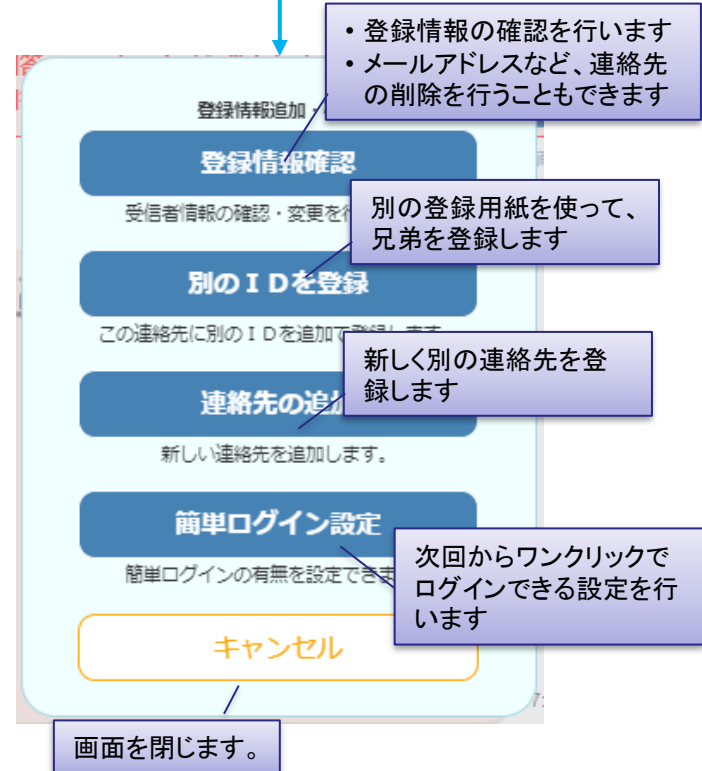 ・登録情報の確認を行います
・メールアドレスなど、連絡先
の削除を行うこともできます
登録情報追加・
登録情報確認
受信者情報の確認・変更を
別の登録用紙を使って、
兄弟を登録します
別のＩＤを登録
この連絡先に別のＩＤを追加で登録します
新しく別の連絡先を登
録します
連絡先の追加
新しい連絡先を追加します。
簡単ログイン設定
次回からワンクリックで
ログインできる設定を行
います
簡単ログインの有無を設定できま
キャンセル
画面を閉じます。